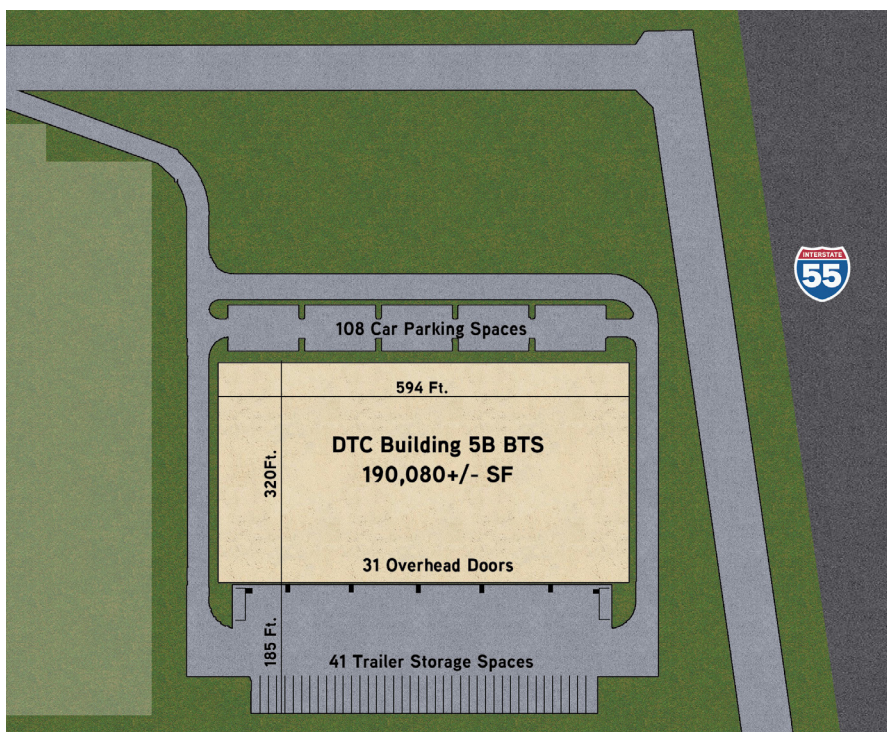 INTERSTATE
55
108 Car Parking Spaces
594 Ft.
DTC Building 5B BTS
190,080+/- SF
320Ft.
31 Overhead Doors
185 Ft.
41 Trailer Storage Spaces